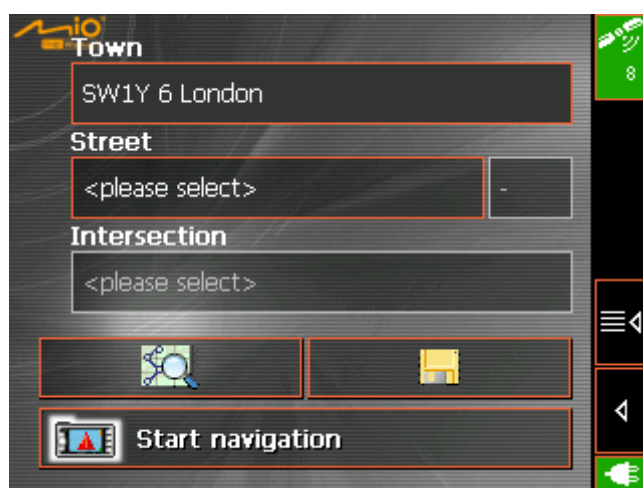 Mio
Town
SW1Y 6 London
Street
<please select>
-
Intersection
<please select>
Start navigation
8